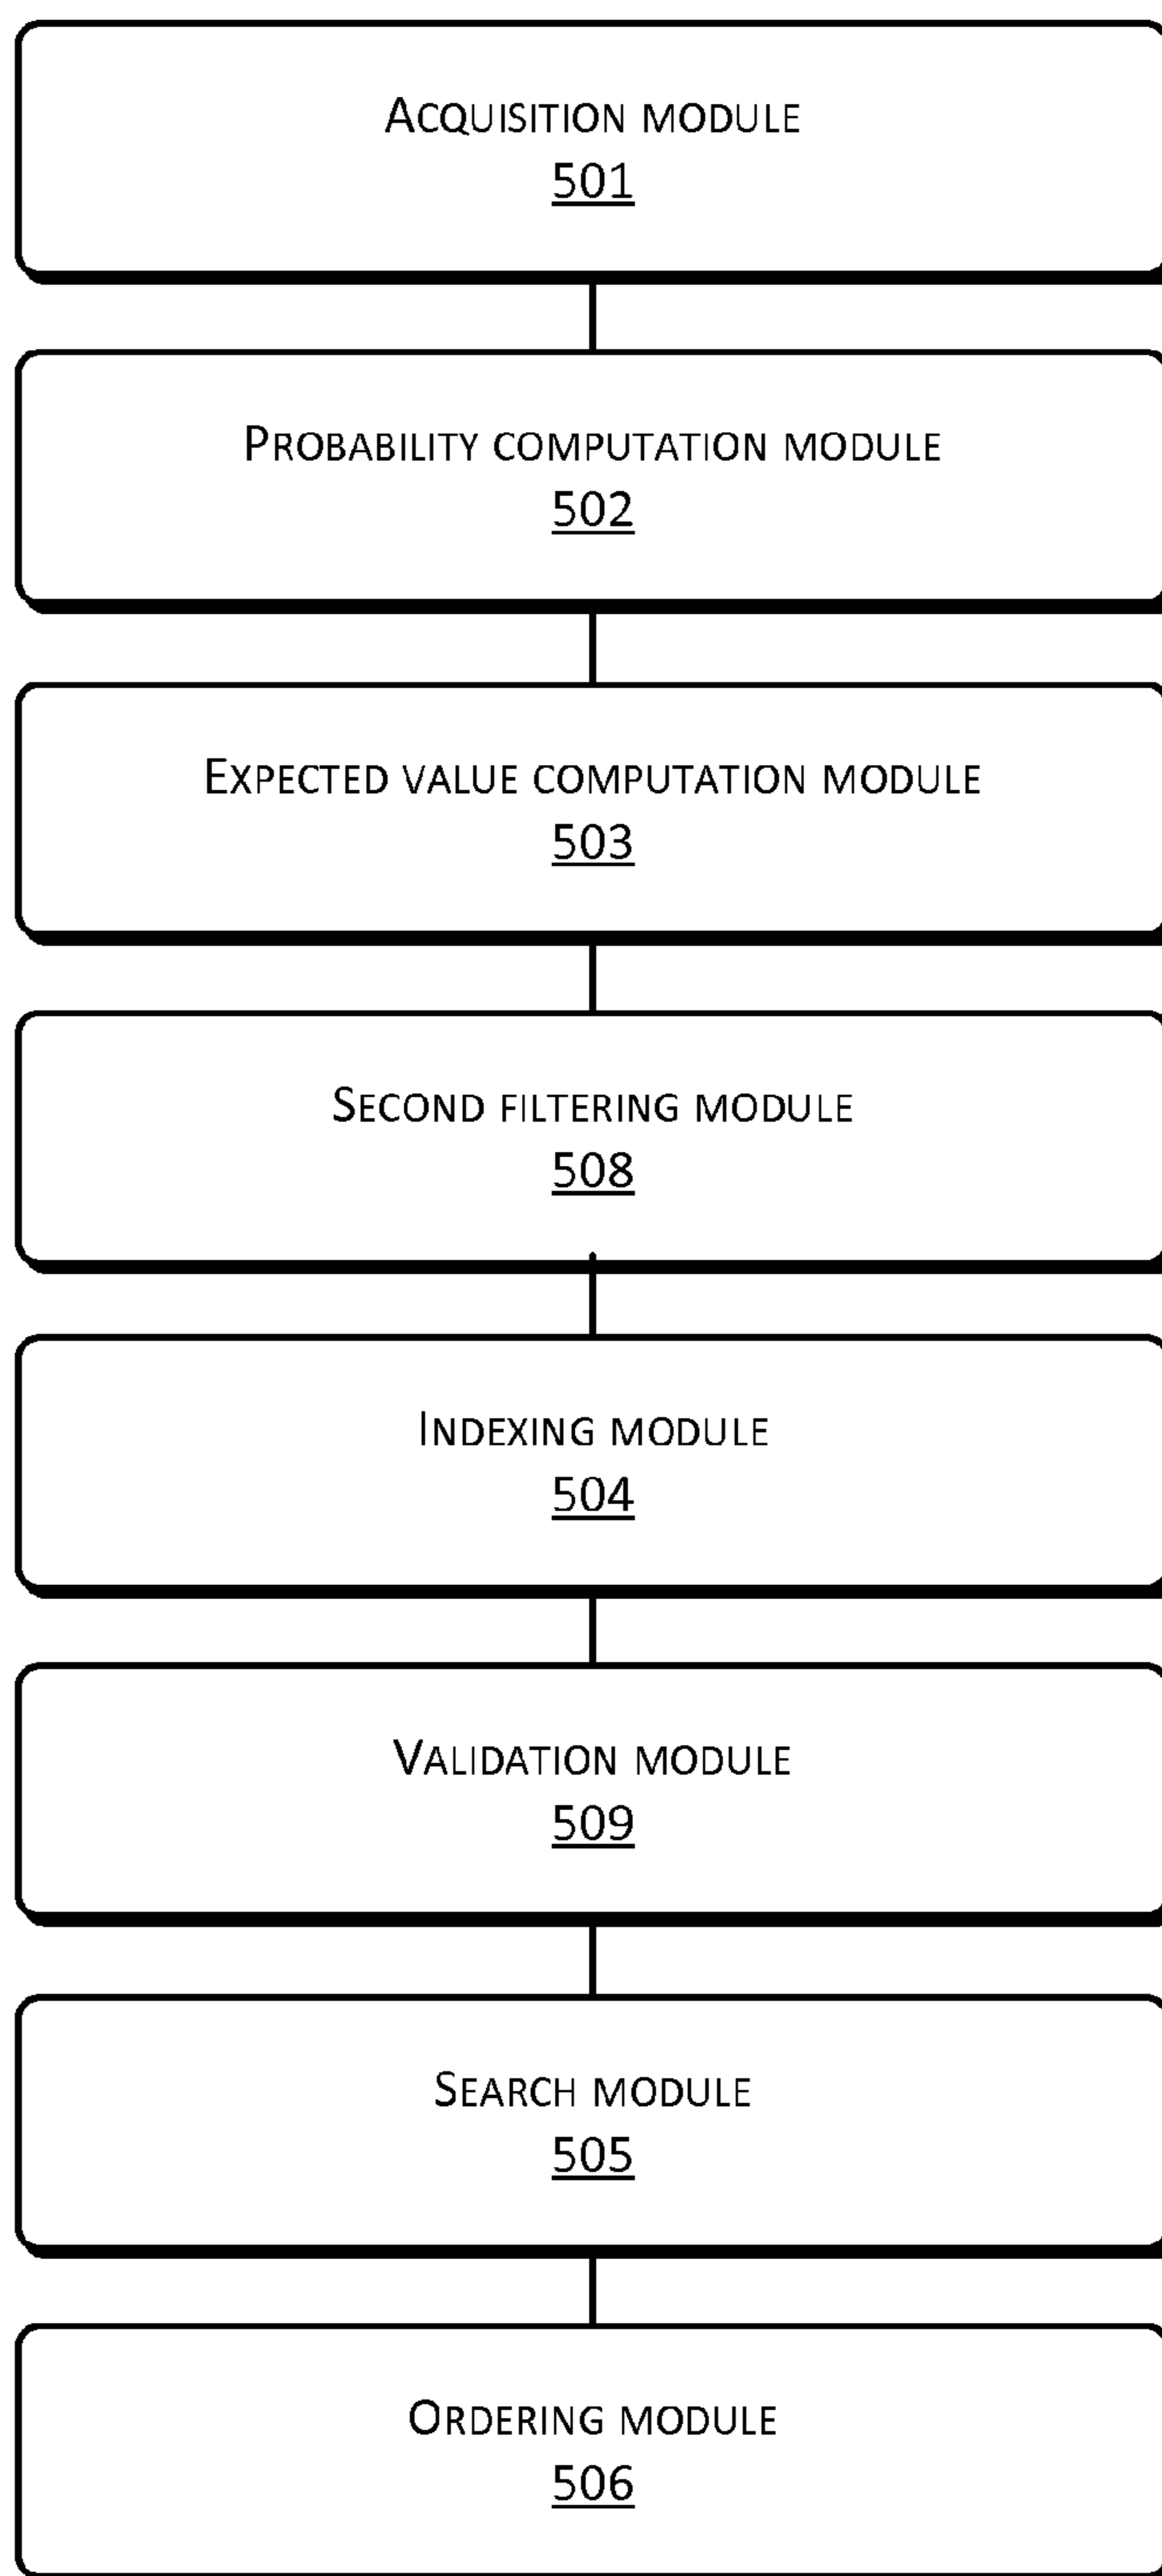 ACQUISITION MODULE
501
PROBABILITY COMPUTATION MODULE
502
EXPECTED VALUE COMPUTATION MODULE
503
SECOND FILTERING MODULE
508
INDEXING MODULE
504
VALIDATION MODULE
509
SEARCH MODULE
505
ORDERING MODULE
506